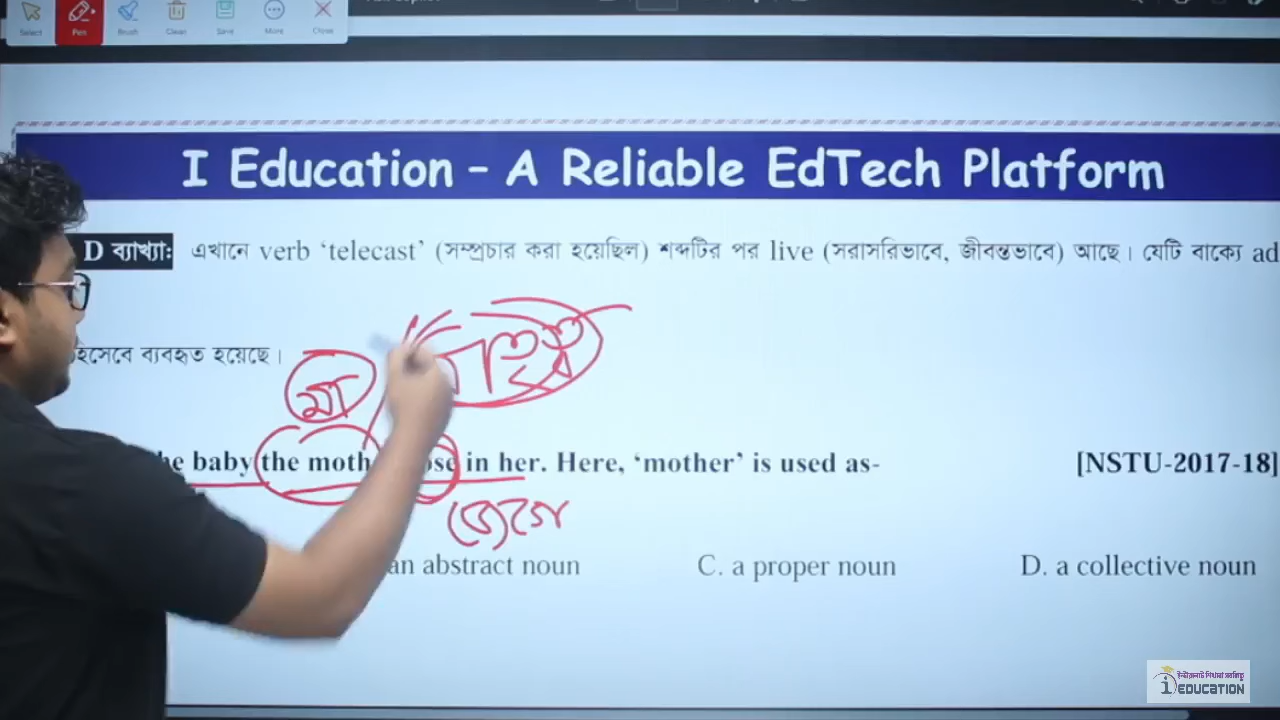 Select Pen Brush Clear Save More Close
I Education – A Reliable EdTech Platform
D ব্যাখ্যা: এখানে verb ‘telecast’ (সম্প্রচার করা হয়েছিল) শব্দটির পর live (সরাসরিভাবে, জীবন্তভাবে) আছে। যেটি বাক্যে ad
হিসেবে ব্যবহৃত হয়েছে।
মা
he baby the moth ose in her. Here, ‘mother’ is used as- [NSTU-2017-18]
জেগে
an abstract noun C. a proper noun D. a collective noun
EDUCATION